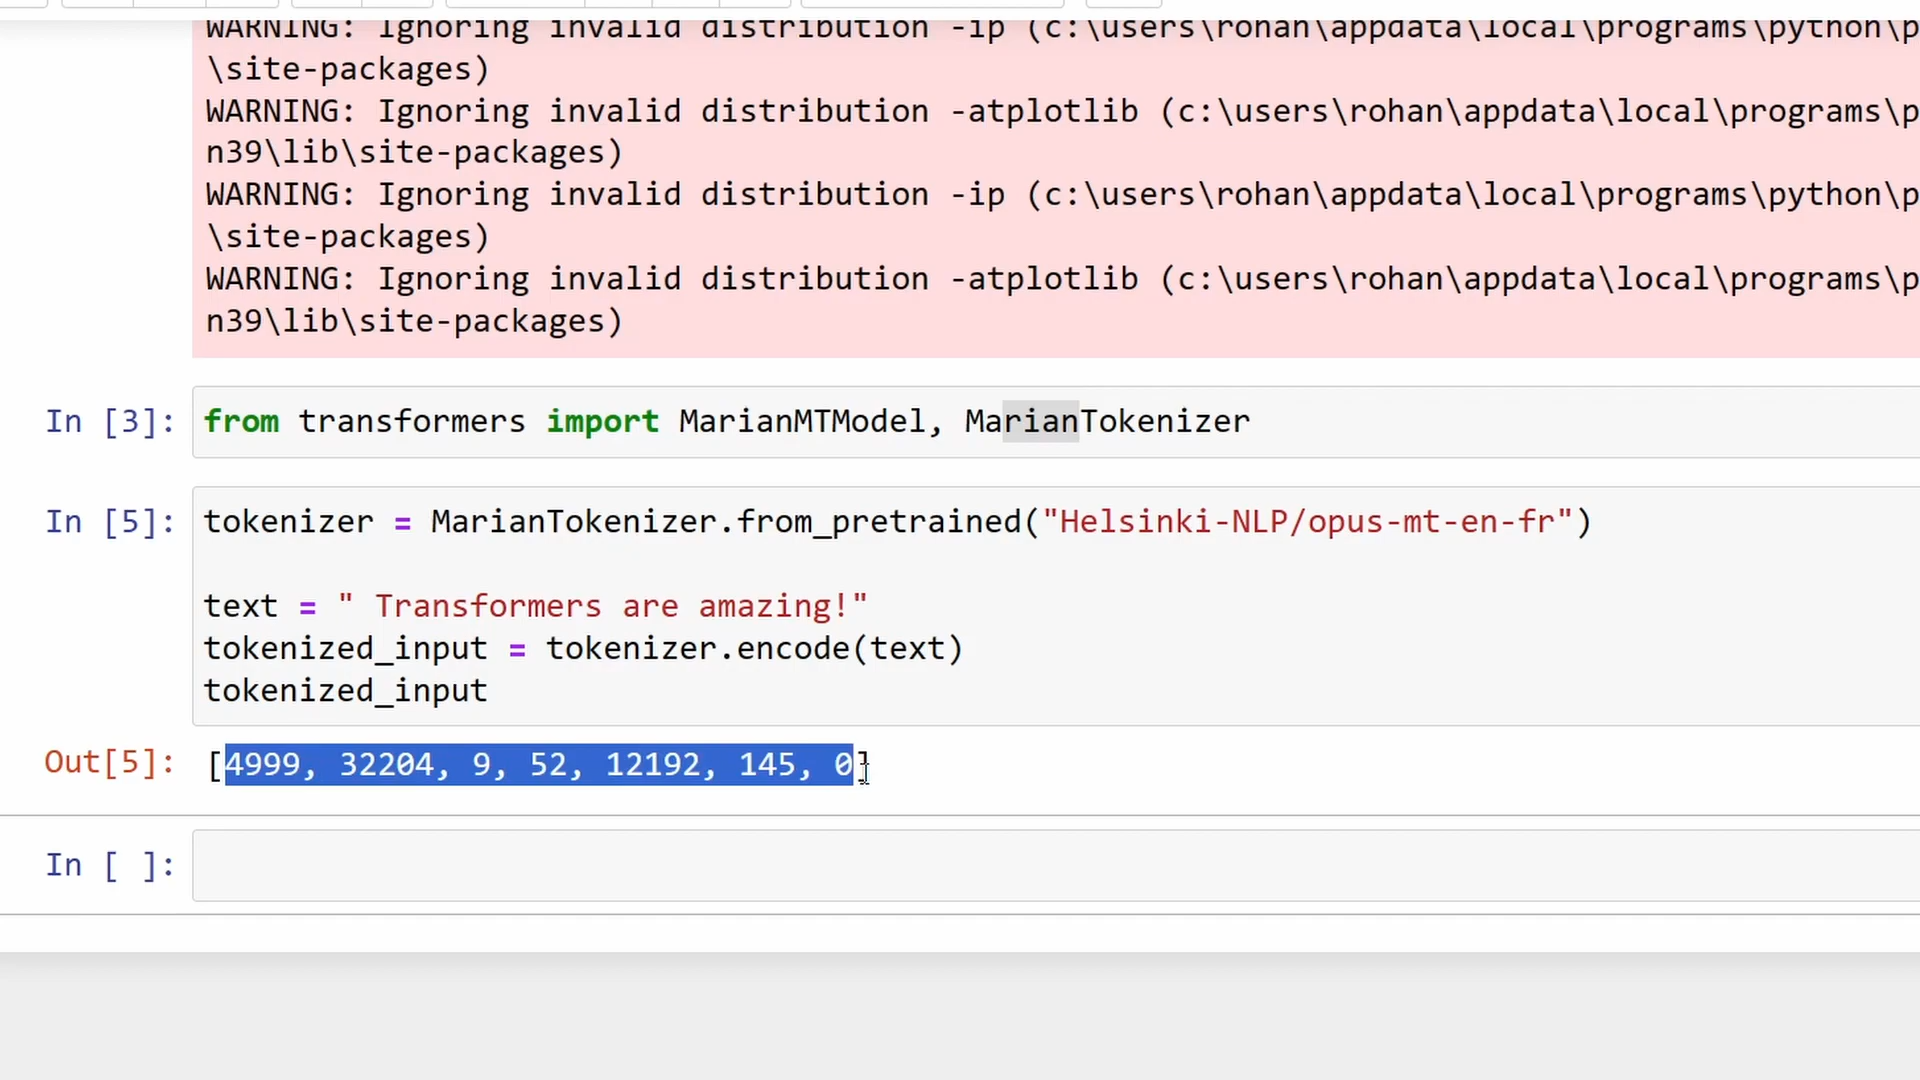 WARNING: Ignoring invalid distribution -ip (c:\users\rohan\appdata\local\programs\python\p
\site-packages)
WARNING: Ignoring invalid distribution -atplotlib (c:\users\rohan\appdata\local\programs\p
n39\lib\site-packages)
WARNING: Ignoring invalid distribution -ip (c:\users\rohan\appdata\local\programs\python\p
\site-packages)
WARNING: Ignoring invalid distribution -atplotlib (c:\users\rohan\appdata\local\programs\p
n39\lib\site-packages)
In [3]: from transformers import MarianMTModel, MarianTokenizer
In [5]: tokenizer = MarianTokenizer.from_pretrained("Helsinki-NLP/opus-mt-en-fr")
text = " Transformers are amazing!"
tokenized_input = tokenizer.encode(text)
tokenized_input
Out[5]: [4999, 32204, 9, 52, 12192, 145, 0]
In [ ]: